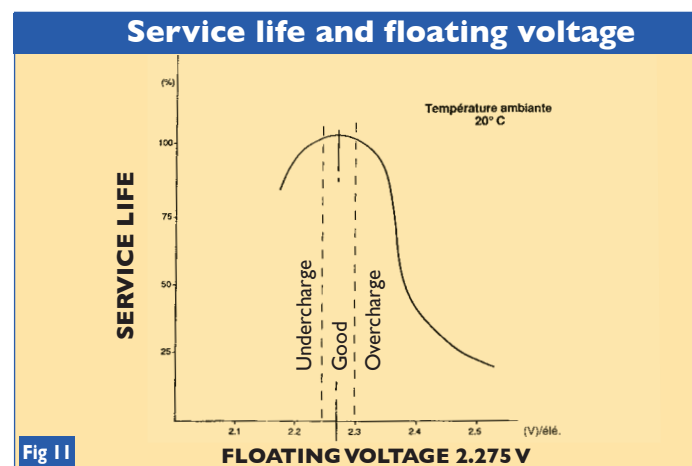 Service life and floating voltage
(%)
Température ambiante
20° C
100
75
50
25
SERVICE LIFE
Undercharge
Good
Overcharge
2.1
2.2
2.3
2.4
2.5
(V)/élé.
Fig 11
FLOATING VOLTAGE 2.275 V